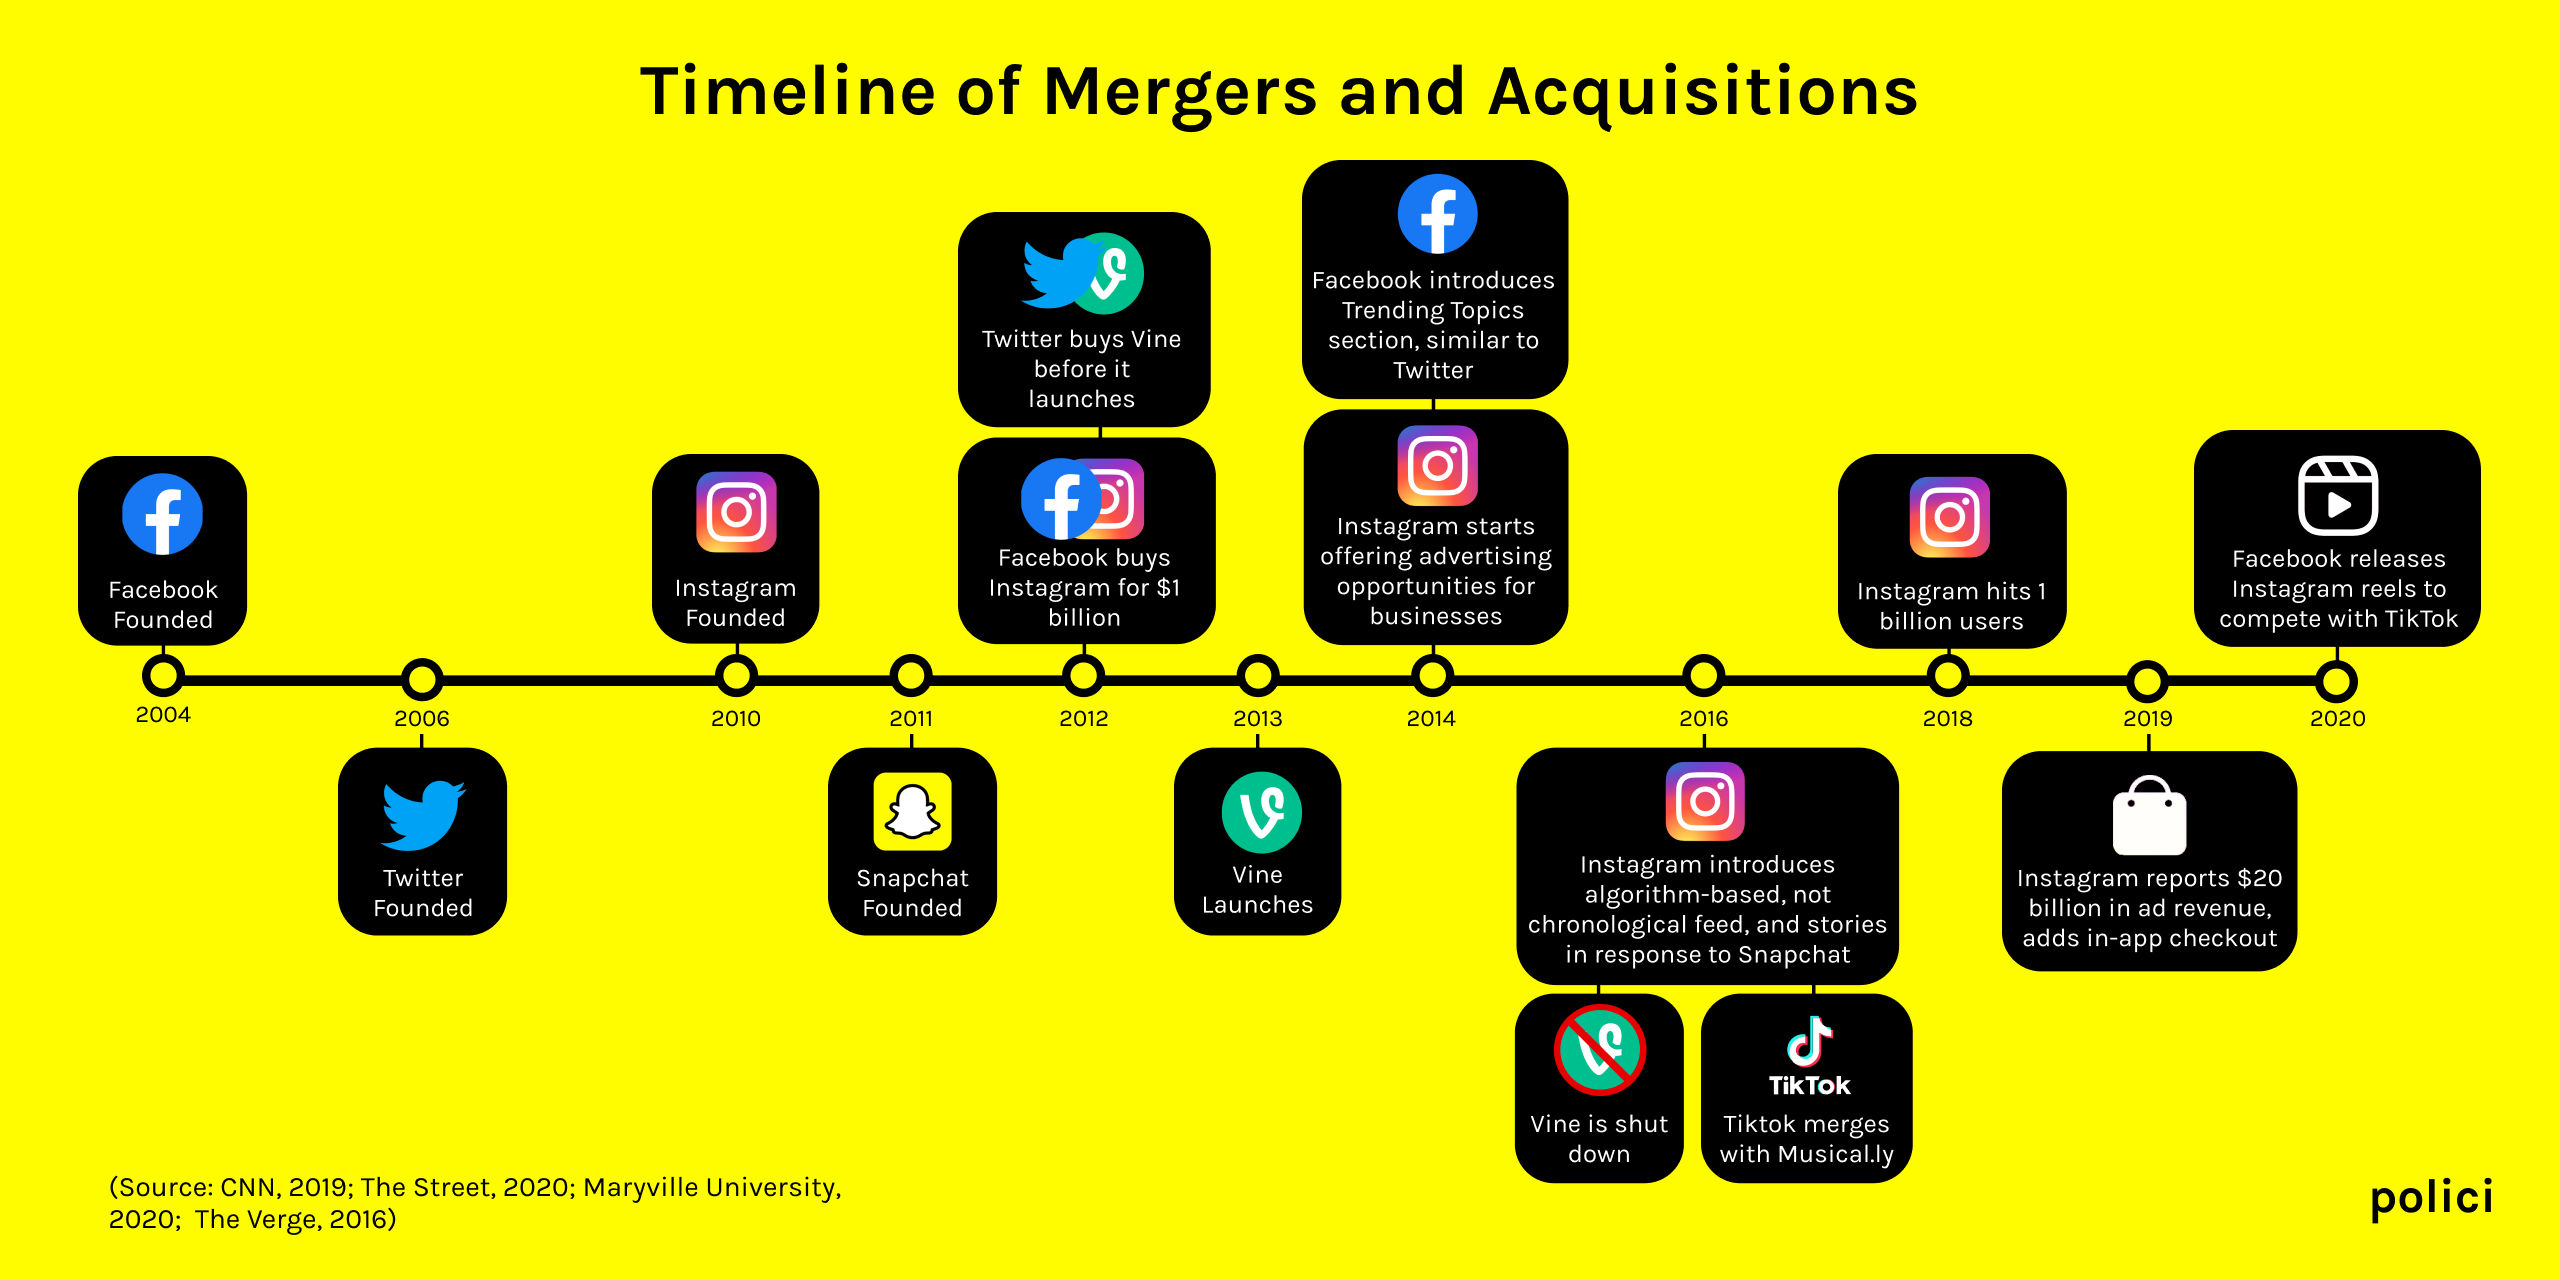 Timeline of Mergers and Acquisitions
Facebook
Founded
2004
2006
Twitter
Founded
Instagram
Founded
2010
2011
Snapchat
Founded
Twitter buys Vine
before it
launches
Facebook buys
Instagram for $1
billion
2012
2013
Vine
Launches
Facebook introduces
Trending Topics
section, similar to
Twitter
Instagram starts
offering advertising
opportunities for
businesses
2014
2016
Instagram introduces
algorithm-based, not
chronological feed, and stories
in response to Snapchat
Vine is shut
down
TikTok
Tiktok merges
with Musical.ly
Instagram hits 1
billion users
2018
2019
Instagram reports $20
billion in ad revenue,
adds in-app checkout
Facebook releases
Instagram reels to
compete with TikTok
2020
(Source: CNN, 2019; The Street, 2020; Maryville University,
2020;  The Verge, 2016)
polici